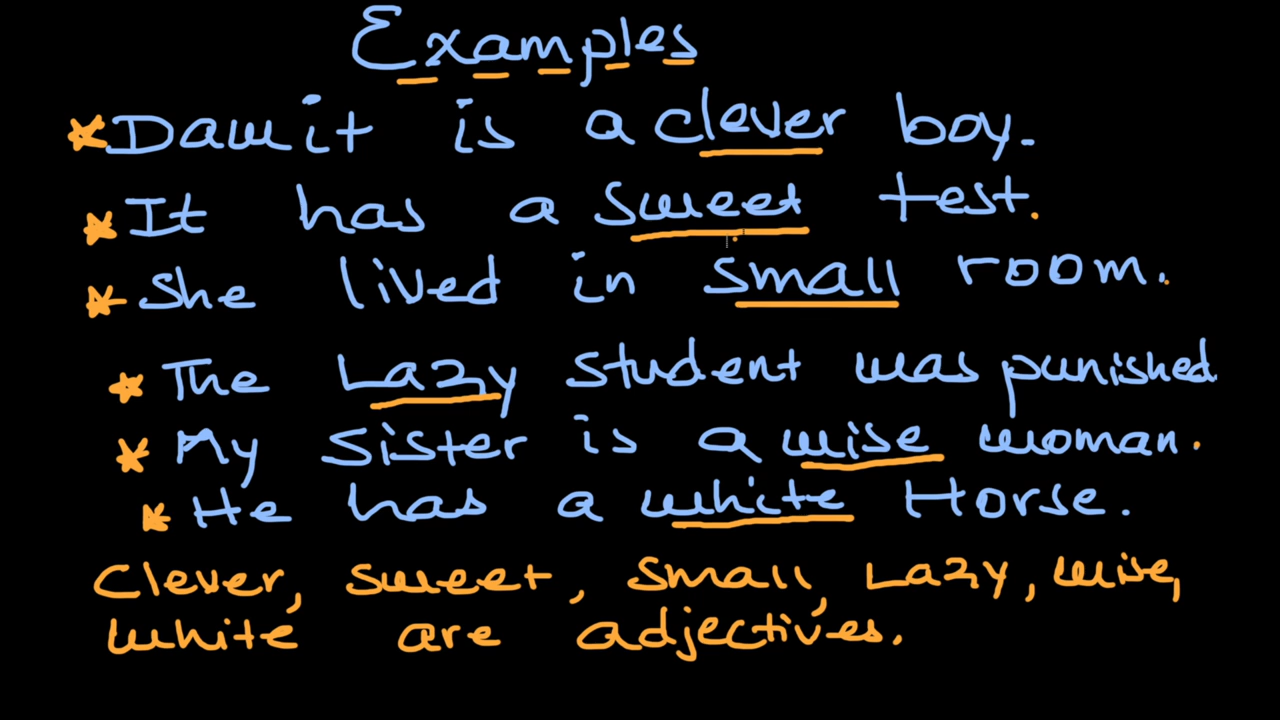 Examples
Dawit is a clever boy.
It has a sweet test.
She lived in small room.
The Lazy student was punished.
My sister is a wise woman.
He has a white Horse.
Clever, sweet, small, Lazy, wise,
white are adjectives.